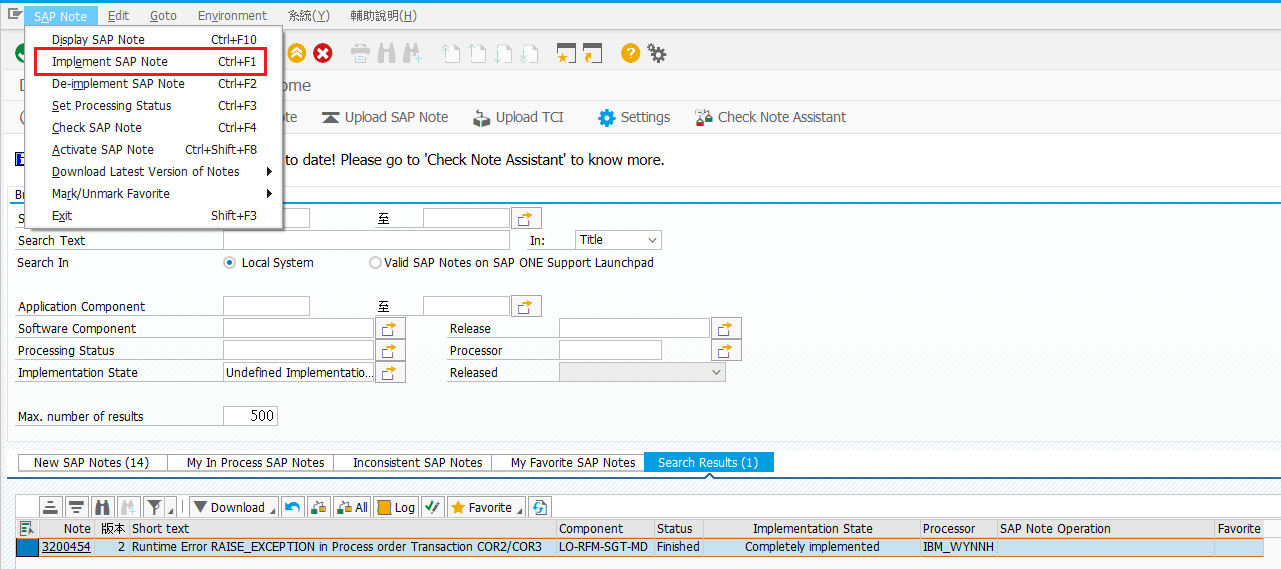 SAP Note Edit Goto Environment 系統(Y) 輔助說明(H)
Display SAP Note Ctrl+F10
Implement SAP Note Ctrl+F1
De-implement SAP Note Ctrl+F2
ome
Set Processing Status Ctrl+F3
te Upload SAP Note Upload TCI Settings Check Note Assistant
Check SAP Note Ctrl+F4
Activate SAP Note Ctrl+Shift+F8
to date! Please go to 'Check Note Assistant' to know more.
Download Latest Version of Notes
Mark/Unmark Favorite
Exit Shift+F3
至
Search Text In: Title
Search In Local System Valid SAP Notes on SAP ONE Support Launchpad
Application Component 至
Software Component Release
Processing Status Processor
Implementation State Undefined Implementatio... Released
Max. number of results 500
New SAP Notes (14) My In Process SAP Notes Inconsistent SAP Notes My Favorite SAP Notes Search Results (1)
Download All Log Favorite
Note 版本 Short text Component Status Implementation State Processor SAP Note Operation Favorite
3200454 2 Runtime Error RAISE_EXCEPTION in Process order Transaction COR2/COR3 LO-RFM-SGT-MD Finished Completely implemented IBM_WYNNH